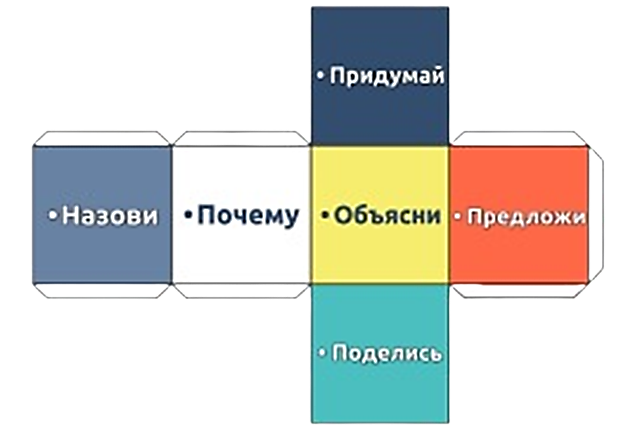 • Придумай
• Назови
• Почему
• Объясни
• Предложи
• Поделись